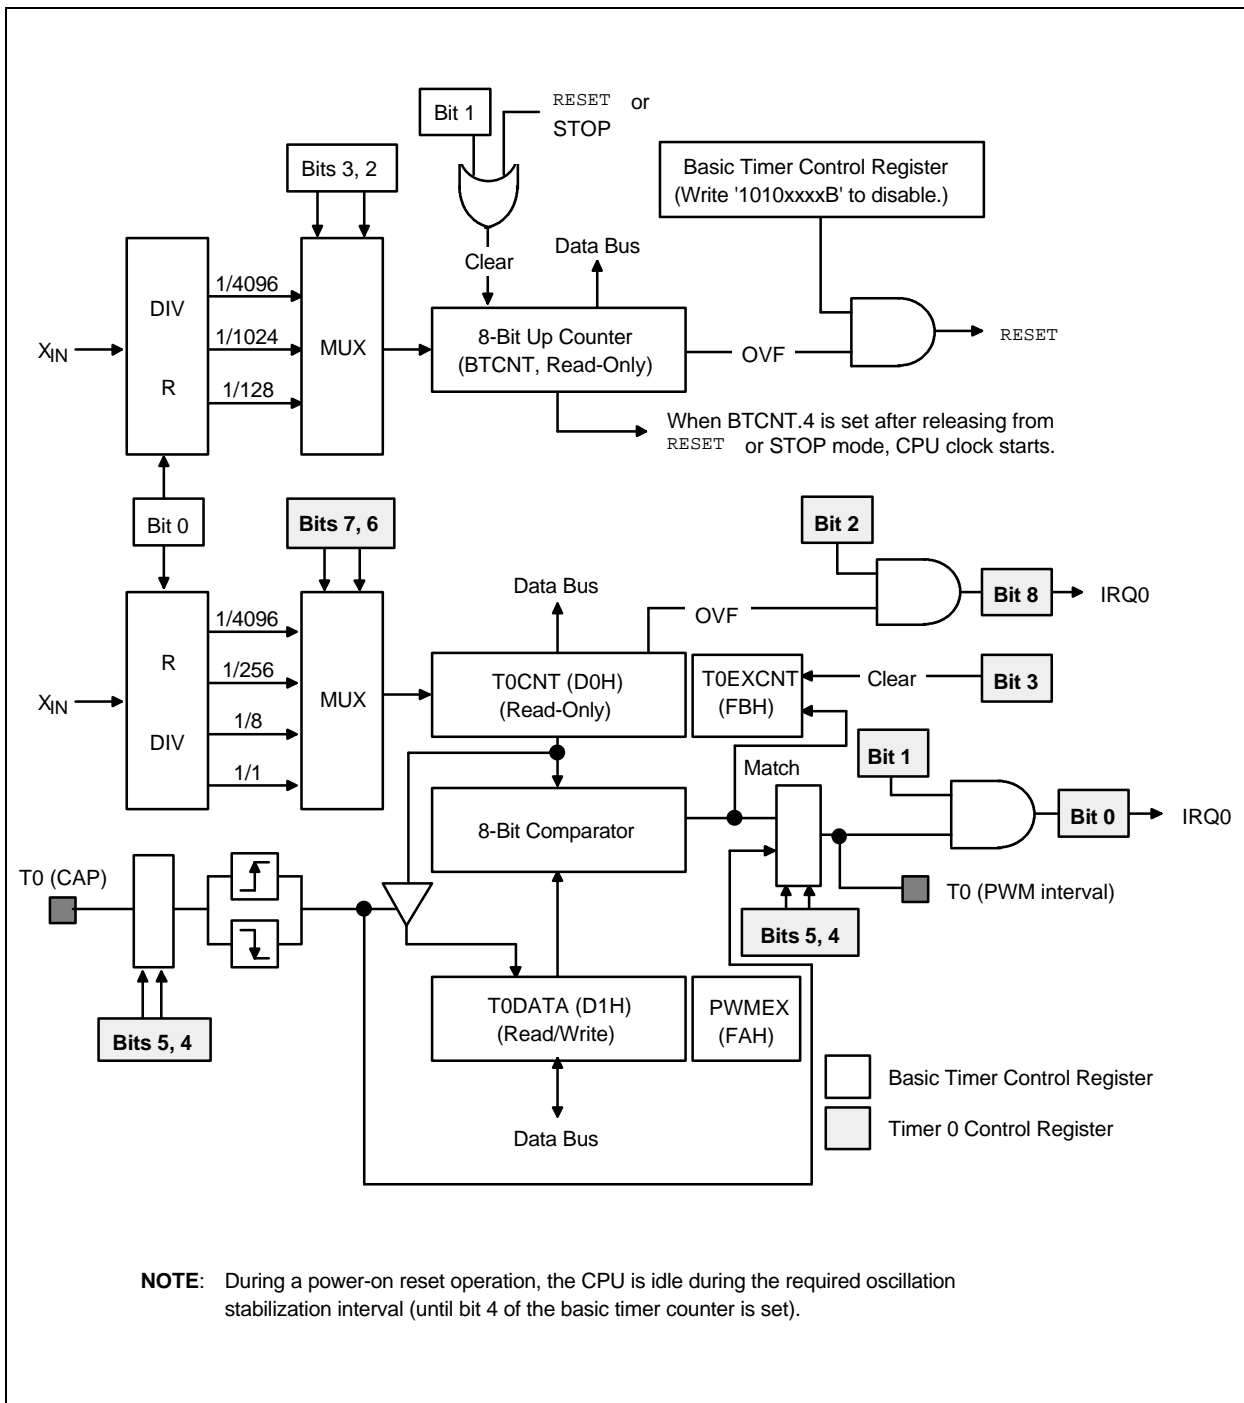 Bit 1
RESET or
STOP
Bits 3, 2
Basic Timer Control Register
(Write '1010xxxxB' to disable.)
Clear
Data Bus
XIN
DIV
R
1/4096
1/1024
1/128
MUX
8-Bit Up Counter
(BTCNT, Read-Only)
OVF
RESET
When BTCNT.4 is set after releasing from
RESET or STOP mode, CPU clock starts.
Bit 0
Bits 7, 6
Bit 2
Data Bus
OVF
Bit 8
IRQ0
XIN
R
DIV
1/4096
1/256
1/8
1/1
MUX
T0CNT (D0H)
(Read-Only)
T0EXCNT
(FBH)
Clear
Bit 3
Match
Bit 1
8-Bit Comparator
Bit 0
IRQ0
T0 (CAP)
T0 (PWM interval)
Bits 5, 4
Bits 5, 4
T0DATA (D1H)
(Read/Write)
PWMEX
(FAH)
Data Bus
Basic Timer Control Register
Timer 0 Control Register
NOTE: During a power-on reset operation, the CPU is idle during the required oscillation
stabilization interval (until bit 4 of the basic timer counter is set).